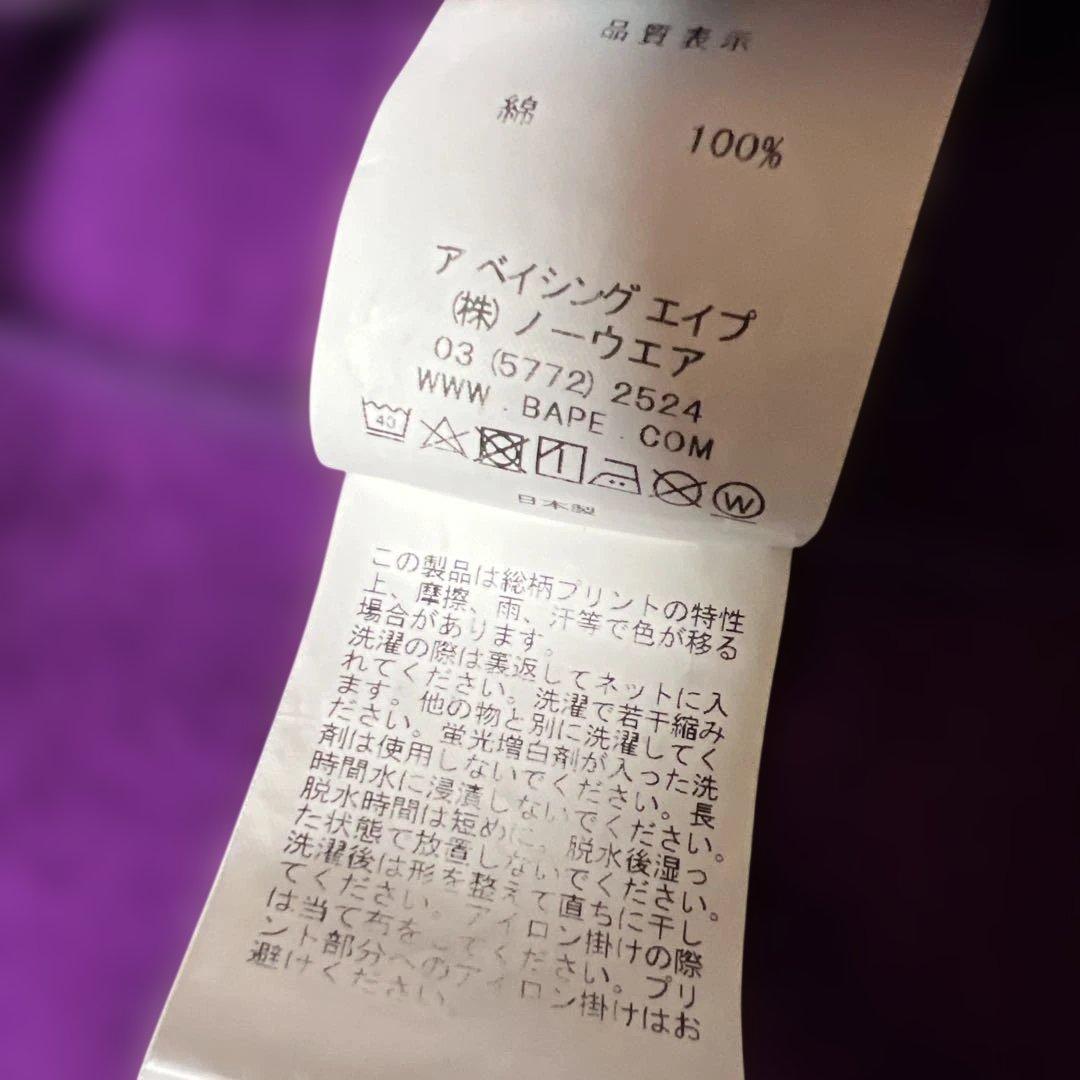 品質表示
綿 100%
ア ベイシング エイプ
(株) ノーウエア
03 (5772) 2524
WWW . BAPE . COM
40
W
日本製
この製品は総柄プリントの特性
上、摩擦、雨、汗等で色が移る
場合があります。
洗濯の際は裏返してネットに入
れてください。洗濯で若干縮み
ます。他の物と別に洗濯してく
ださい。蛍光増白剤が入った洗
剤は使用しないでください。長
時間水に浸漬しないでください。
脱水時間は短めに。脱水後湿っ
た状態で放置しないでください。
洗濯後は形を整えて直ちに干し
てください。アイロン掛けの際
は当て布をしてください。プリ
ント部分へのアイロン掛けはお
避けください。